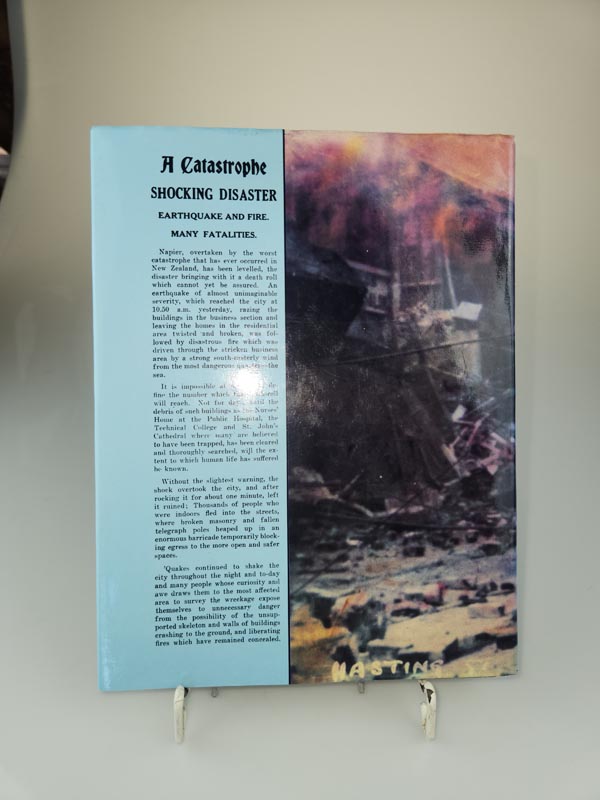 A Catastrophe
SHOCKING DISASTER
EARTHQUAKE AND FIRE.
MANY FATALITIES.
Napier, overtaken by the worst
catastrophe that has ever occurred in
New Zealand, has been levelled, the
disaster bringing with it a death roll
which cannot yet be assured. An
earthquake of almost unimaginable
severity, which reached the city at
10.50 a.m. yesterday, razing the
buildings in the business section and
leaving the homes in the residential
area twisted and broken, was fol-
lowed by disastrous fire which was
driven through the stricken business
area by a strong south-easterly wind
from the most dangerous quarter—the
sea.
It is impossible at de-
fine the number which roll
will reach. Not for until the
debris of such buildings as the Nurses'
Home at the Public Hospital, the
Technical College and St. John's
Cathedral where many are believed
to have been trapped, has been cleared
and thoroughly searched, will the ex-
tent to which human life has suffered
be known.
Without the slightest warning, the
shock overtook the city, and after
rocking it for about one minute, left
it ruined; Thousands of people who
were indoors fled into the streets,
where broken masonry and fallen
telegraph poles heaped up in an
enormous barricade temporarily block-
ing egress to the more open and safer
spaces.
'Quakes continued to shake the
city throughout the night and to-day
and many people whose curiosity and
awe draws them to the most affected
area to survey the wreckage expose
themselves to unnecessary danger
from the possibility of the unsup-
ported skeleton and walls of buildings
crashing to the ground, and liberating
fires which have remained concealed.
HASTING ST